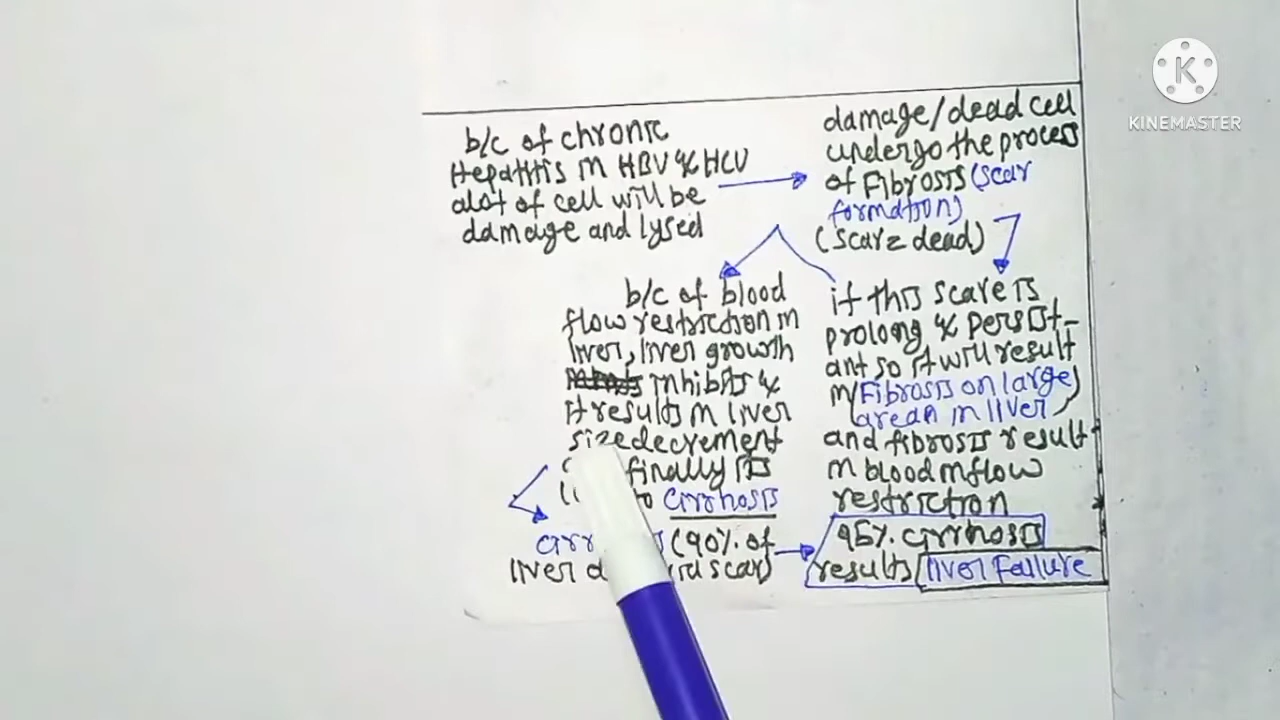 b/c of chronic
Hepatitis in HBV & HCV
alot of cell will be
damage and lysed
damage/dead cell
undergo the process
of Fibrosis (scar
formation)
(scar = dead)
if this scare is
prolong & persist-
ant so it will result
in (Fibrosis on large
area in liver)
and fibrosis result
in blood inflow
restriction
b/c of blood
flow restriction in
liver, liver growth
inhibits &
it results in liver
size decrement
finally its
to Cirrhosis
(90% of
liver scar)
95% cirrhosis
results liver Failure
KINEMASTER